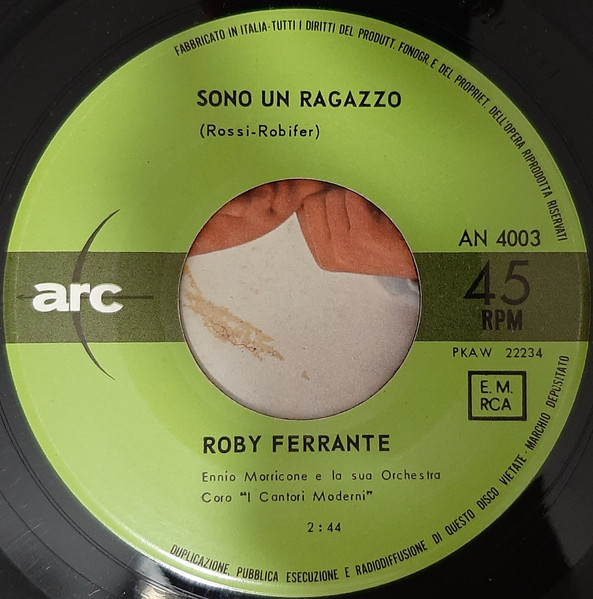 FABBRICATO IN ITALIA-TUTTI I DIRITTI DEL PRODUTT. FONOGR. E DEL PROPRIET. DELL'OPERA RIPRODOTTA RISERVATI
SONO UN RAGAZZO
(Rossi-Robifer)
AN 4003
arc
45
RPM
PKAW 22234
E. M.
RCA
ROBY FERRANTE
Ennio Morricone e la sua Orchestra
Coro “I Cantori Moderni”
2:44
DUPLICAZIONE, PUBBLICA ESECUZIONE E RADIODIFFUSIONE DI QUESTO DISCO VIETATE - MARCHIO DEPOSITATO